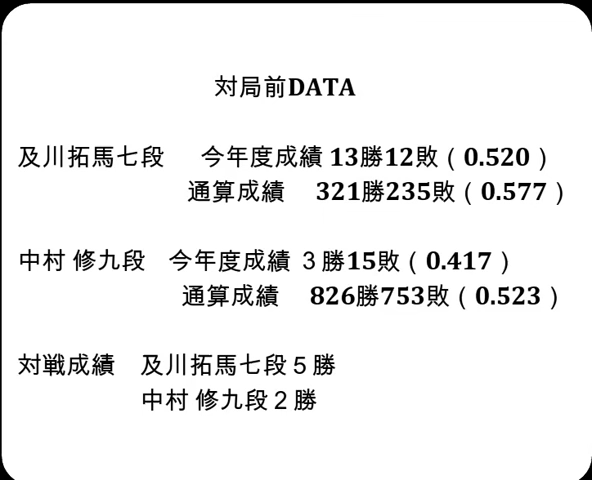 対局前DATA
及川拓馬七段 今年度成績 13勝12敗(0.520)
通算成績 321勝235敗(0.577)
中村 修九段 今年度成績 3勝15敗(0.417)
通算成績 826勝753敗(0.523)
対戦成績 及川拓馬七段5勝
中村 修九段2勝